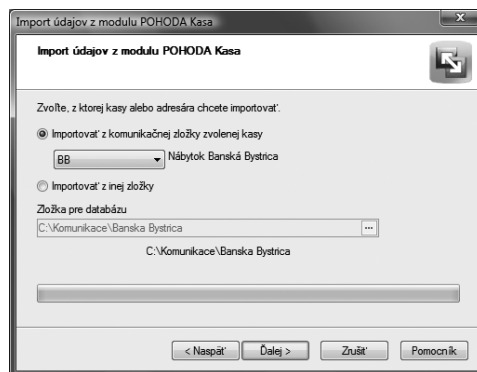 Import údajov z modulu POHODA Kasa
Import údajov z modulu POHODA Kasa
Zvoľte, z ktorej kasy alebo adresára chcete importovať.
Importovať z komunikačnej zložky zvolenej kasy
BB Nábytok Banská Bystrica
Importovať z inej zložky
Zložka pre databázu
C:\Komunikace\Banska Bystrica ...
C:\Komunikace\Banska Bystrica
< Naspäť Ďalej > Zrušiť Pomocník